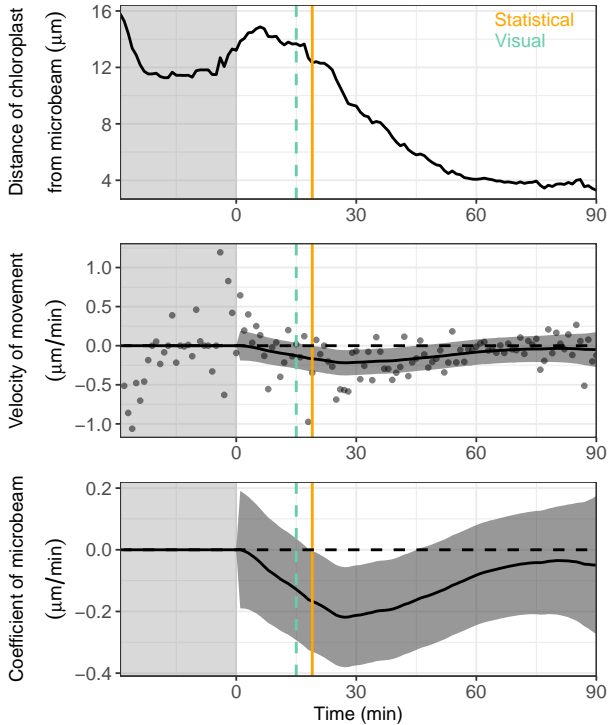 Distance of chloroplast
from microbeam (μm)
16
12
8
4
Statistical
Visual
0
30
60
90
Velocity of movement
(μm/min)
1.0
0.5
0.0
−0.5
−1.0
0
30
60
90
Coefficient of microbeam
(μm/min)
0.2
0.0
−0.2
−0.4
0
30
60
90
Time (min)